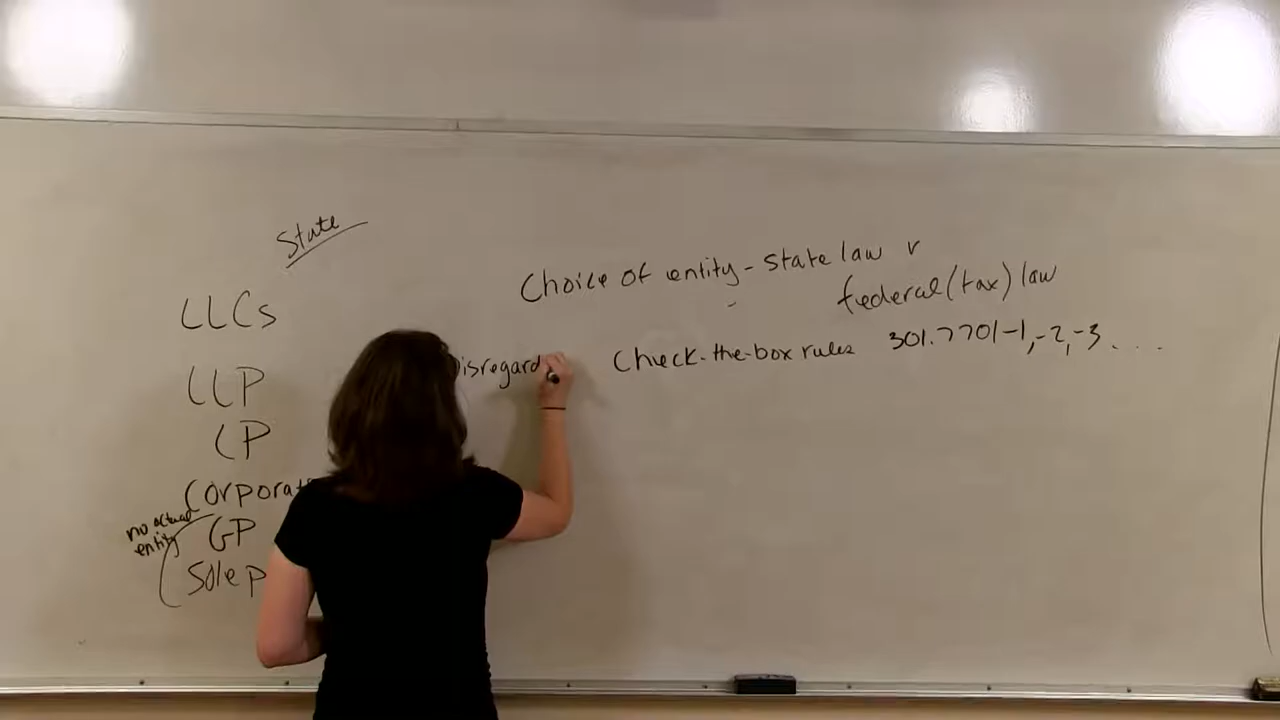 State
LLCs
LLP
LP
Corporat
no actual
entity
GP
Sole p
Choice of entity - state law v
federal (tax) law
Check-the-box rules 301.7701-1, -2, -3 . . . .
Disregard